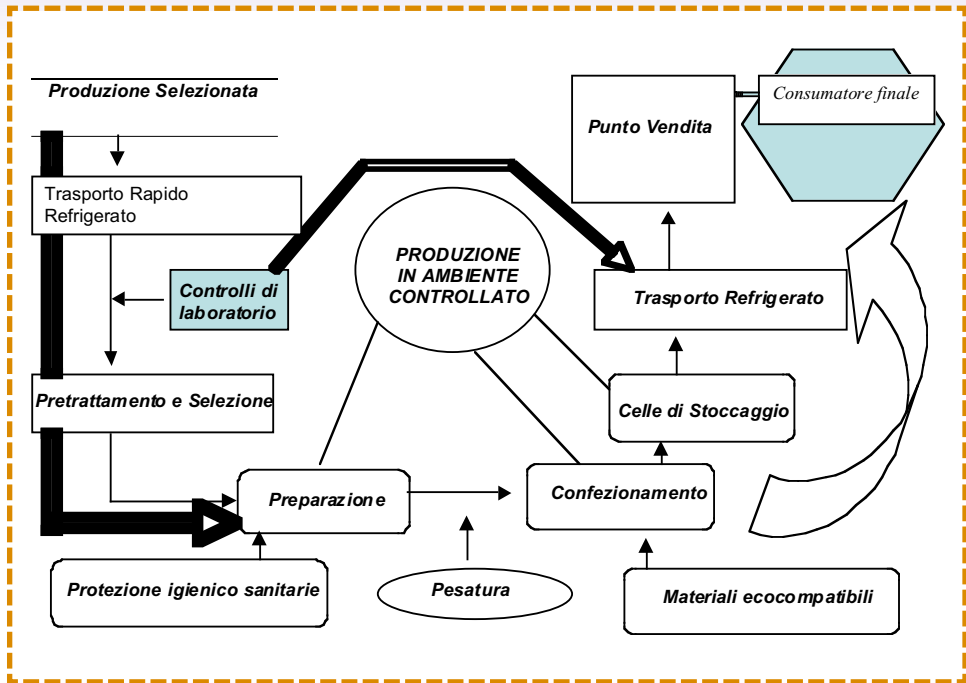 Produzione Selezionata
Trasporto Rapido
Refrigerato
Controlli di
laboratorio
Pretrattamento e Selezione
Preparazione
Protezione igienico sanitarie
PRODUZIONE
IN AMBIENTE
CONTROLLATO
Pesatura
Confezionamento
Materiali ecocompatibili
Celle di Stoccaggio
Trasporto Refrigerato
Punto Vendita
Consumatore finale